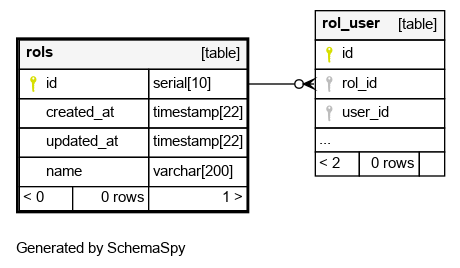 rols [table]
id serial[10]
created_at timestamp[22]
updated_at timestamp[22]
name varchar[200]
< 0 0 rows 1 >
rol_user [table]
id
rol_id
user_id
...
< 2 0 rows
Generated by SchemaSpy